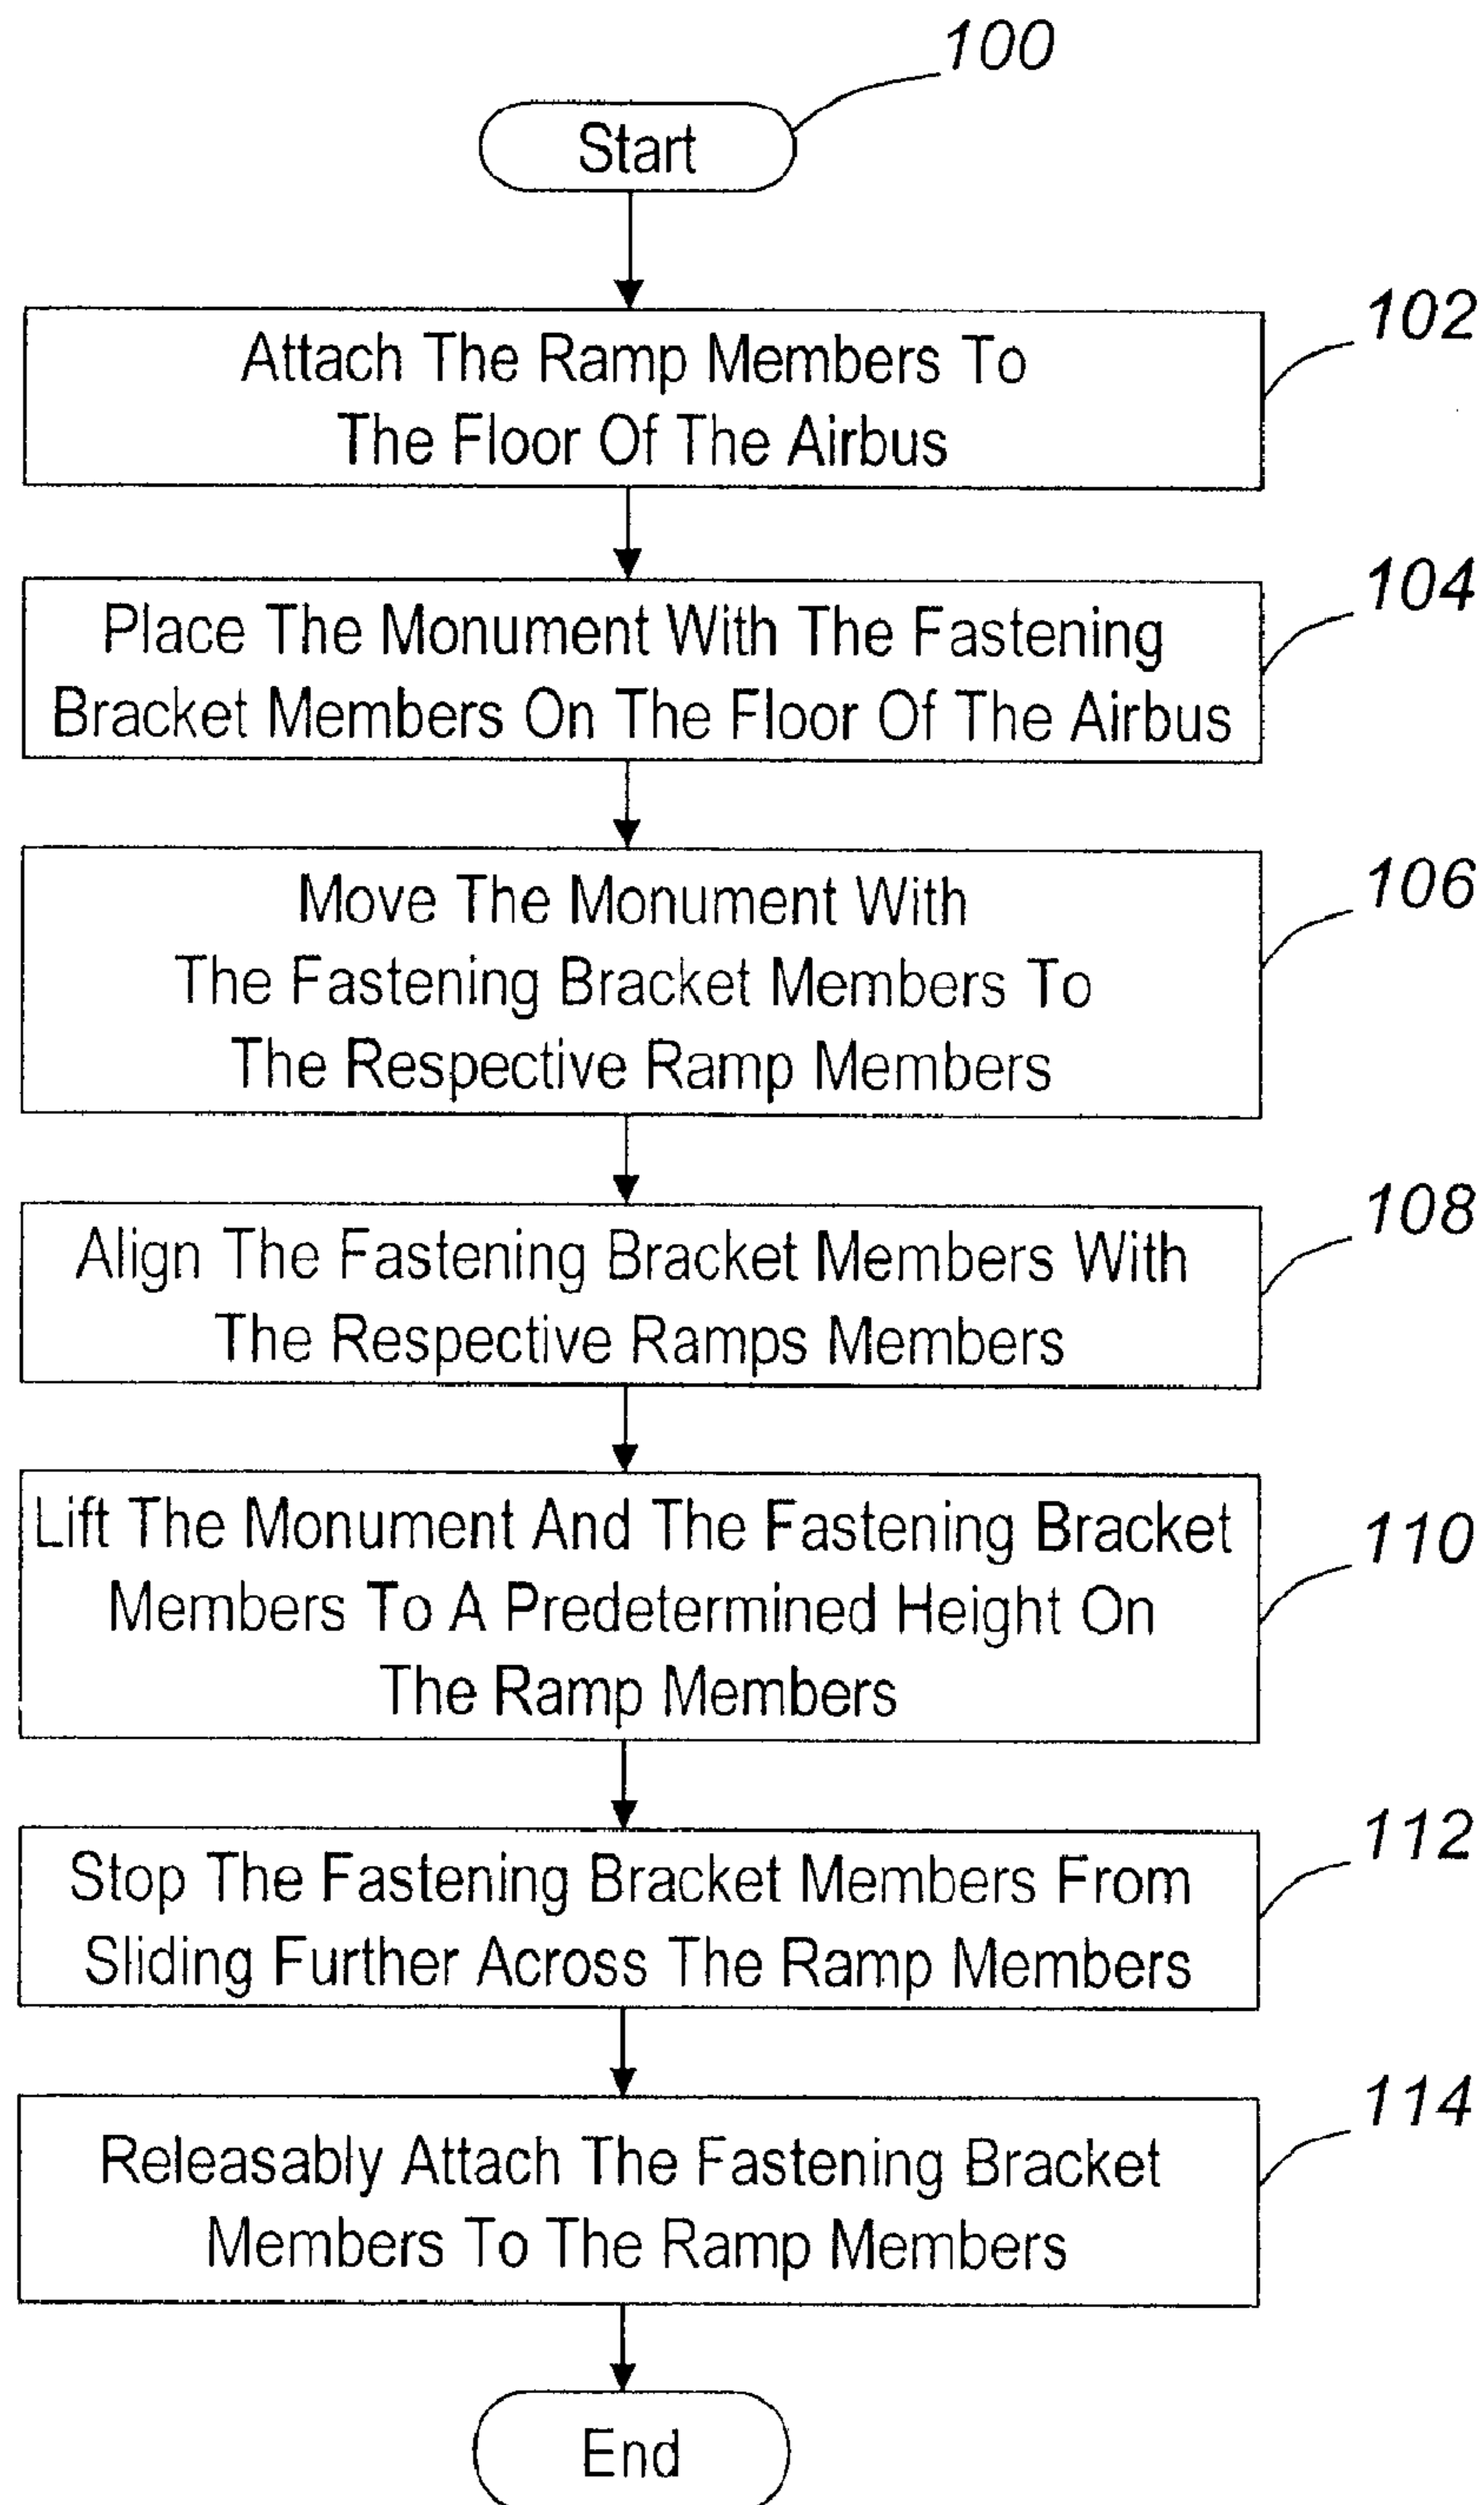 100
Start
102
Attach The Ramp Members To
The Floor Of The Airbus
104
Place The Monument With The Fastening
Bracket Members On The Floor Of The Airbus
106
Move The Monument With
The Fastening Bracket Members To
The Respective Ramp Members
108
Align The Fastening Bracket Members With
The Respective Ramps Members
110
Lift The Monument And The Fastening Bracket
Members To A Predetermined Height On
The Ramp Members
112
Stop The Fastening Bracket Members From
Sliding Further Across The Ramp Members
114
Releasably Attach The Fastening Bracket
Members To The Ramp Members
End